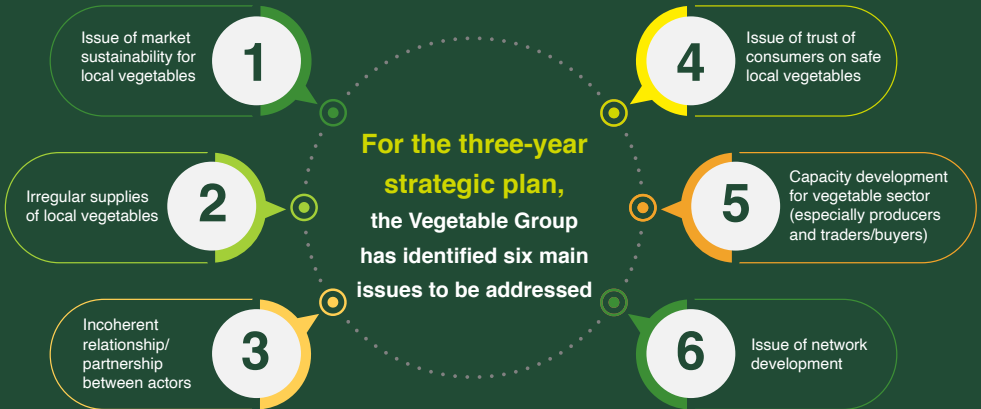 1
Issue of market
sustainability for
local vegetables
2
Irregular supplies
of local vegetables
3
Incoherent
relationship/
partnership
between actors
For the three-year
strategic plan,
the Vegetable Group
has identified six main
issues to be addressed
4
Issue of trust of
consumers on safe
local vegetables
5
Capacity development
for vegetable sector
(especially producers
and traders/buyers)
6
Issue of network
development